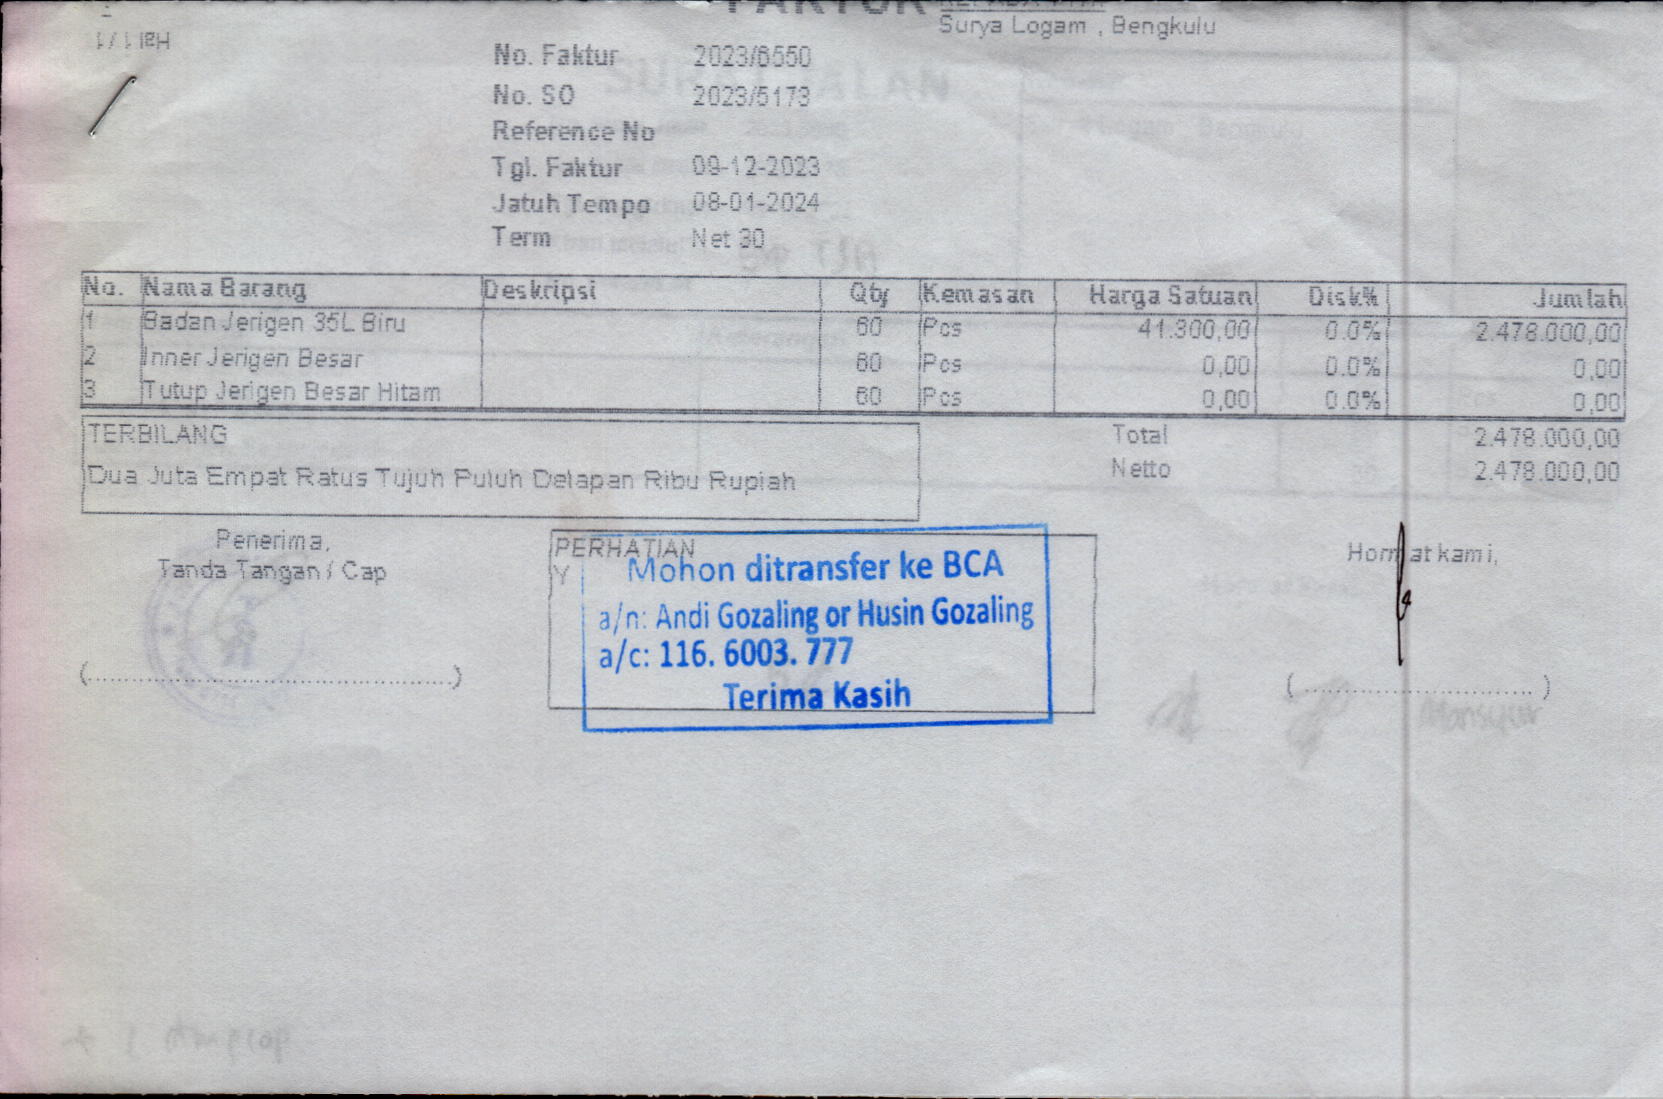 FAKTUR
KEPADA YTH
Surya Logam , Bengkulu
Hal 1 / 1
No. Faktur 2023/6550
No. SO 2023/5173
Reference No
Tgl. Faktur 09-12-2023
Jatuh Tempo 08-01-2024
Term Net 30
No. Nama Barang Deskripsi Qty Kemasan Harga Satuan Disk% Jumlah
1 Badan Jerigen 35L Biru 60 Pcs 41.300,00 0.0% 2.478.000,00
2 Inner Jerigen Besar 60 Pcs 0,00 0.0% 0,00
3 Tutup Jerigen Besar Hitam 60 Pcs 0,00 0.0% 0,00
TERBILANG
Dua Juta Empat Ratus Tujuh Puluh Delapan Ribu Rupiah
Total 2.478.000,00
Netto 2.478.000,00
Penerima,
Tanda Tangan / Cap
(......................................................)
PERHATIAN
Y
Mohon ditransfer ke BCA
a/n: Andi Gozaling or Husin Gozaling
a/c: 116. 6003. 777
Terima Kasih
Hormat kami,
( .................................. )